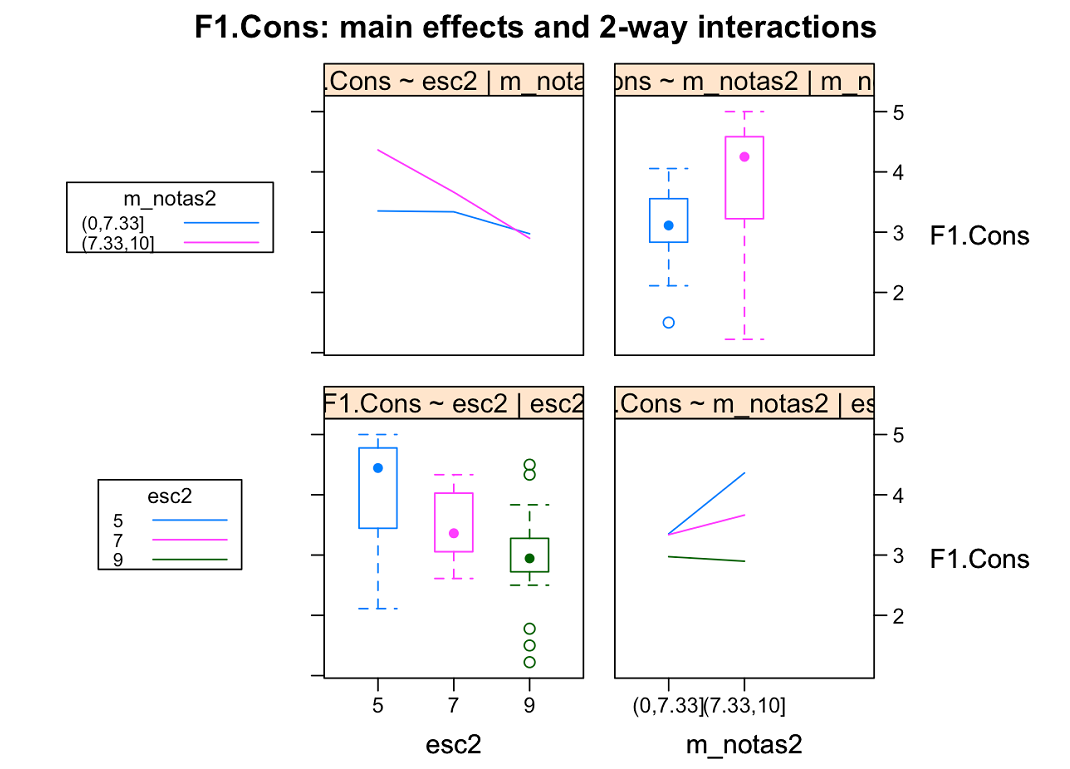 F1.Cons: main effects and 2-way interactions
.Cons ~ esc2 | m_nota
ons ~ m_notas2 | m_n
m_notas2
(0,7.33]
(7.33,10]
5
4
3
2
F1.Cons
F1.Cons ~ esc2 | esc2
.Cons ~ m_notas2 | es
esc2
5
7
9
5
4
3
2
F1.Cons
5 7 9
(0,7.33] (7.33,10]
esc2
m_notas2